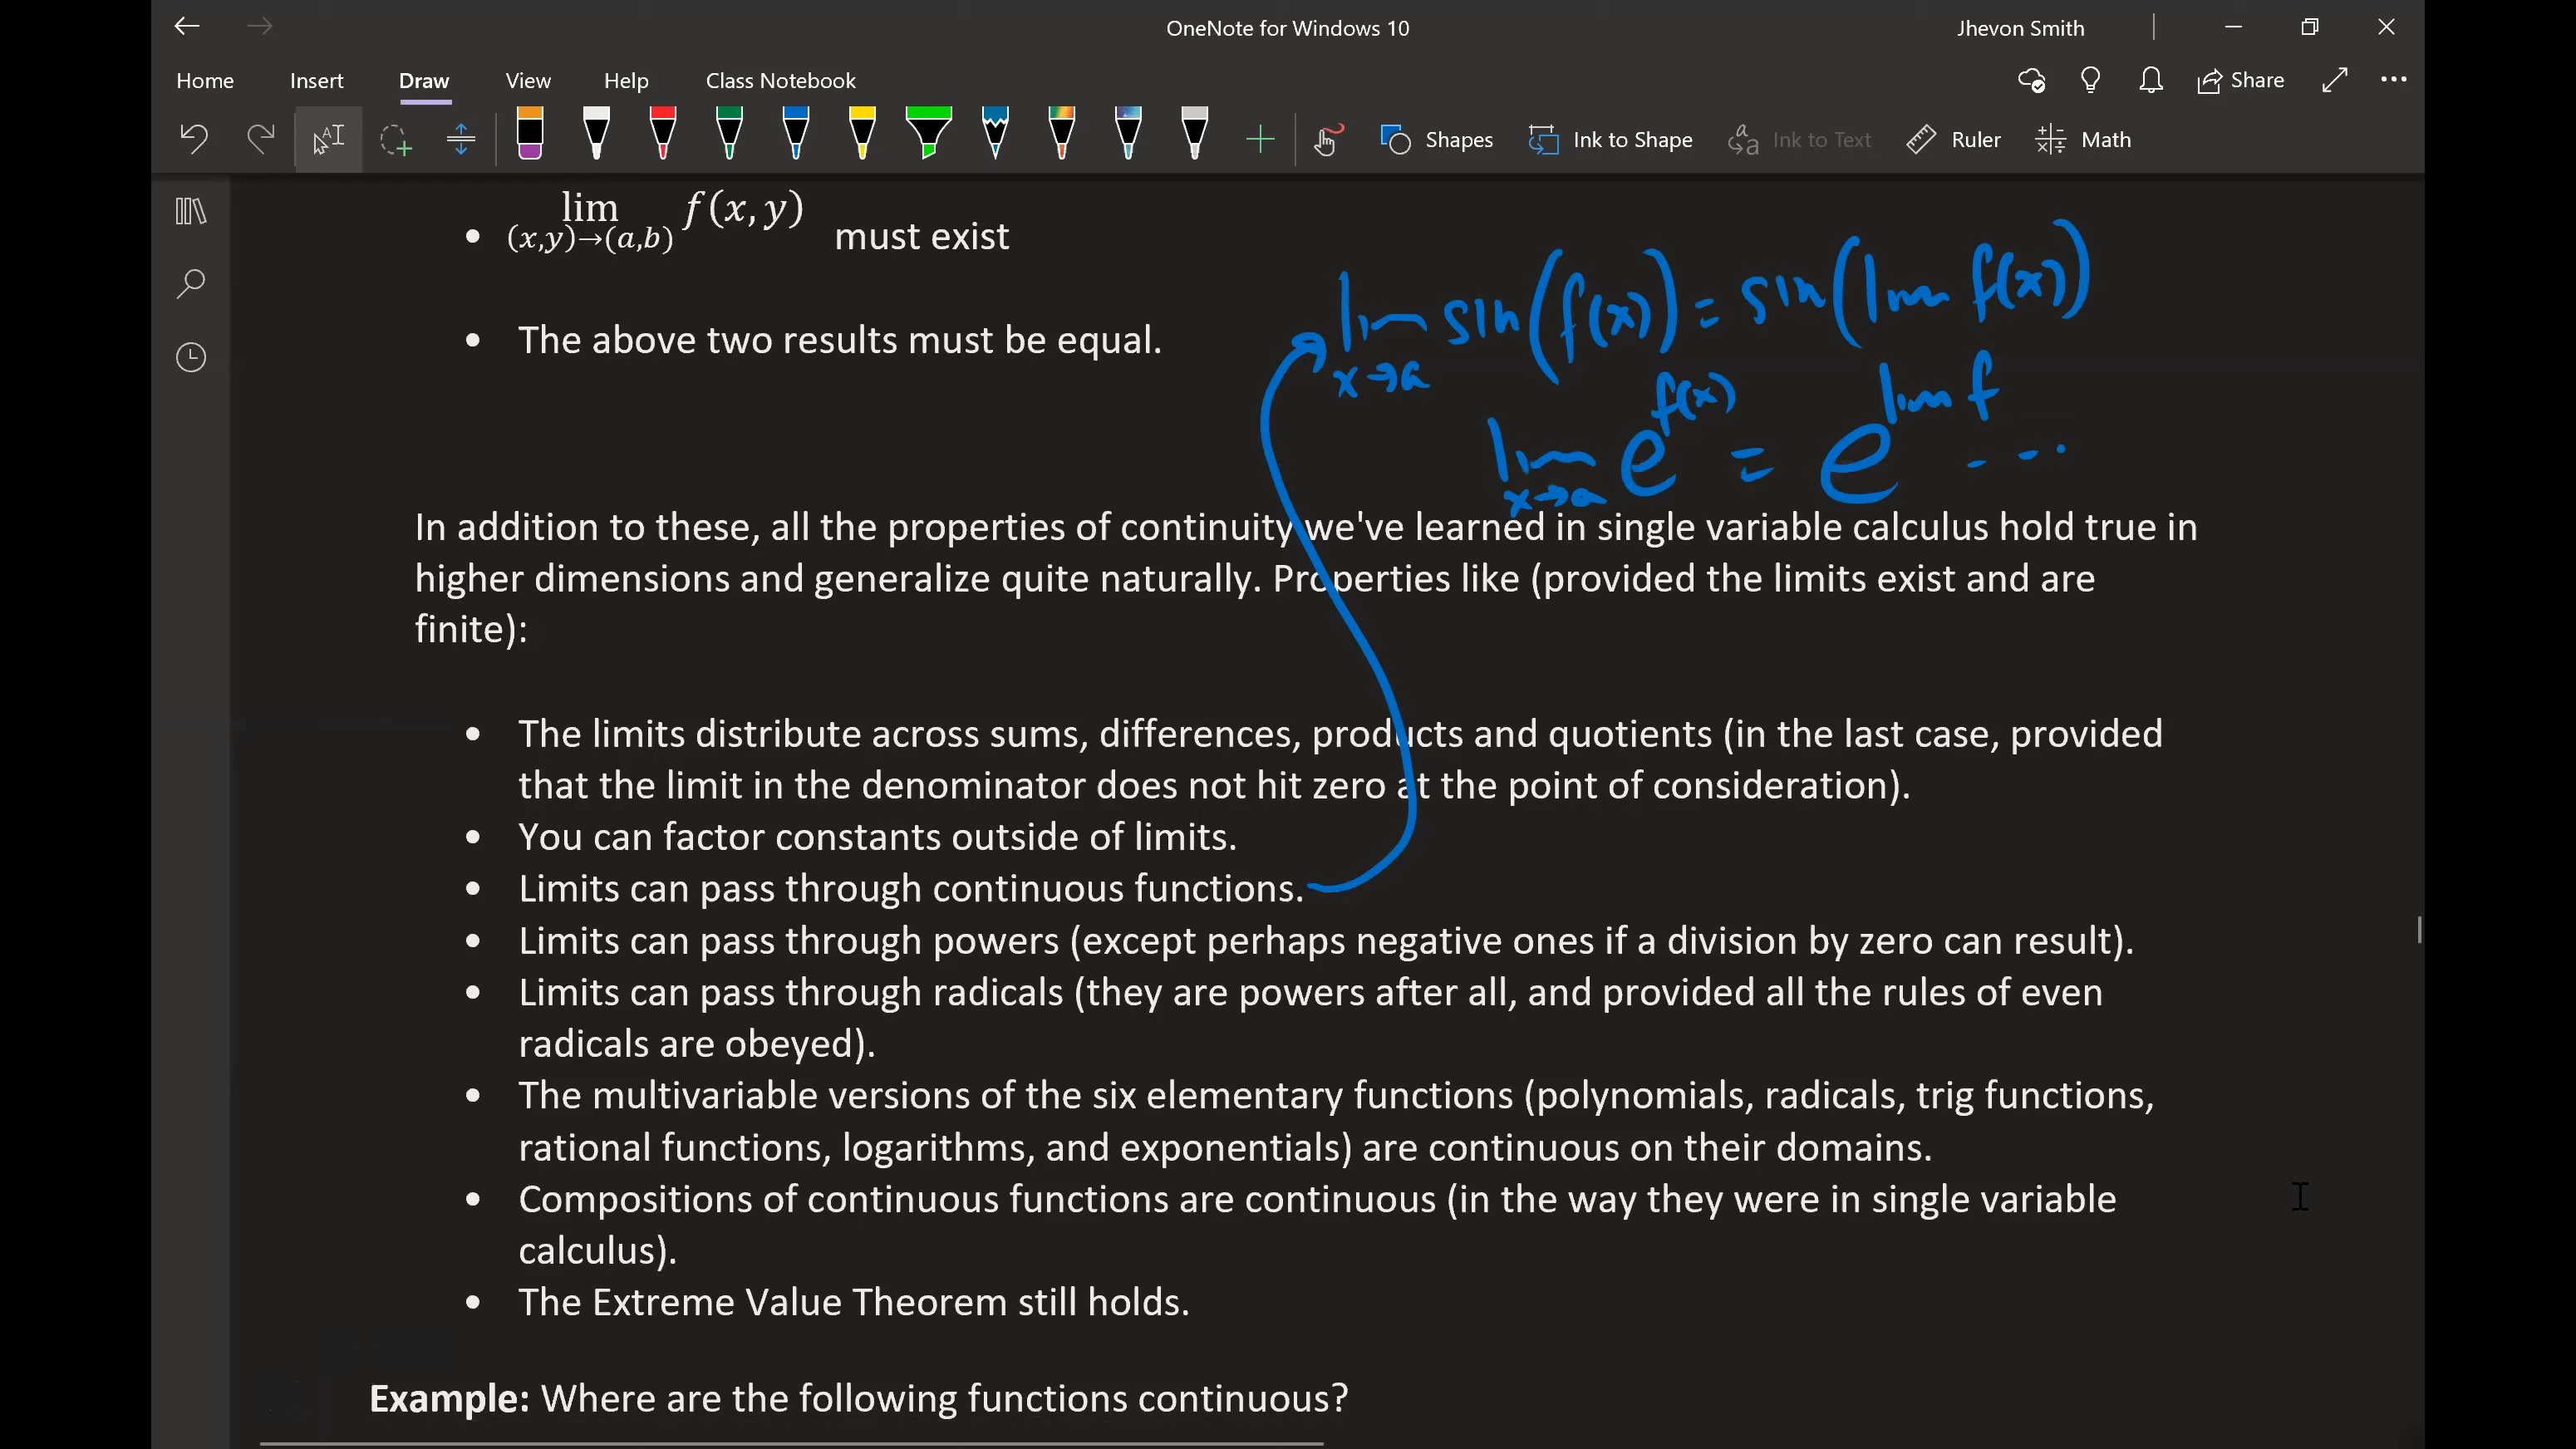 OneNote for Windows 10
Jhevon Smith
Home Insert Draw View Help Class Notebook
Share
Shapes Ink to Shape Ink to Text Ruler Math
• lim (x,y)→(a,b) f(x,y) must exist
lim x→a sin(f(x)) = sin(lim f(x))
• The above two results must be equal.
lim x→a e^f(x) = e^lim f ...
In addition to these, all the properties of continuity we've learned in single variable calculus hold true in
higher dimensions and generalize quite naturally. Properties like (provided the limits exist and are
finite):
• The limits distribute across sums, differences, products and quotients (in the last case, provided
that the limit in the denominator does not hit zero at the point of consideration).
• You can factor constants outside of limits.
• Limits can pass through continuous functions.
• Limits can pass through powers (except perhaps negative ones if a division by zero can result).
• Limits can pass through radicals (they are powers after all, and provided all the rules of even
radicals are obeyed).
• The multivariable versions of the six elementary functions (polynomials, radicals, trig functions,
rational functions, logarithms, and exponentials) are continuous on their domains.
• Compositions of continuous functions are continuous (in the way they were in single variable
calculus).
• The Extreme Value Theorem still holds.
Example: Where are the following functions continuous?